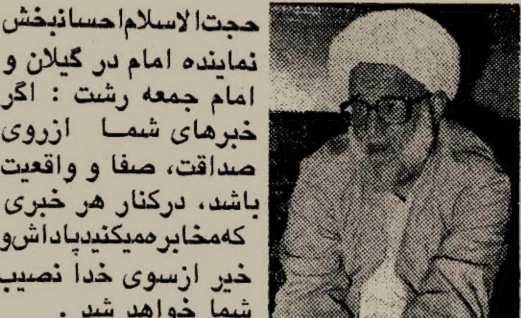 حجت‌الاسلام‌احسانبخش
نماینده امام در گیلان و
امام جمعه رشت : اگر
خبرهای شمـا ازروی
صداقت، صفا و واقعیت
باشد، درکنار هر خبری
که‌مخابره‌میکنیدپاداش‌و
خیر ازسوی خدا نصیب
شما خواهد شد .